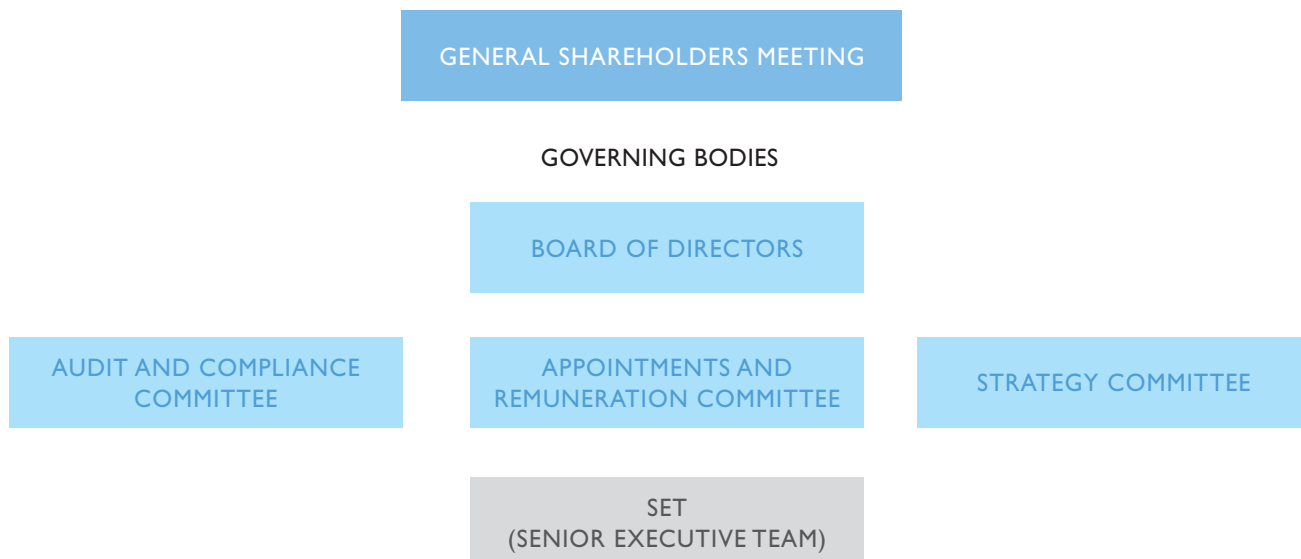 GENERAL SHAREHOLDERS MEETING
GOVERNING BODIES
BOARD OF DIRECTORS
AUDIT AND COMPLIANCE
COMMITTEE
APPOINTMENTS AND
REMUNERATION COMMITTEE
STRATEGY COMMITTEE
SET
(SENIOR EXECUTIVE TEAM)